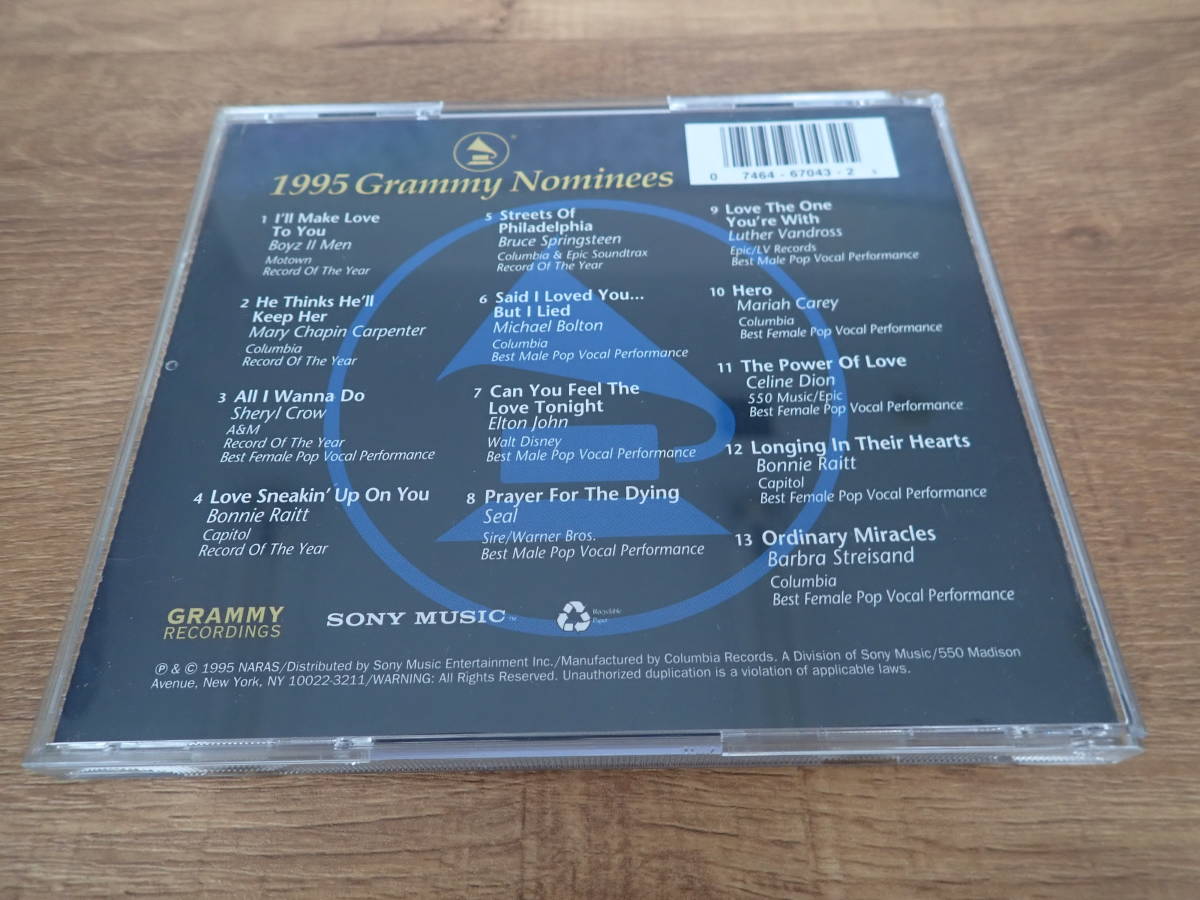 ®
1995 Grammy Nominees
0 7464-67043-2
1 I'll Make Love
To You
Boyz II Men
Motown
Record Of The Year
2 He Thinks He'll
Keep Her
Mary Chapin Carpenter
Columbia
Record Of The Year
3 All I Wanna Do
Sheryl Crow
A&M
Record Of The Year
Best Female Pop Vocal Performance
4 Love Sneakin' Up On You
Bonnie Raitt
Capitol
Record Of The Year
5 Streets Of
Philadelphia
Bruce Springsteen
Columbia & Epic Soundtrax
Record Of The Year
6 Said I Loved You...
But I Lied
Michael Bolton
Columbia
Best Male Pop Vocal Performance
7 Can You Feel The
Love Tonight
Elton John
Walt Disney
Best Male Pop Vocal Performance
8 Prayer For The Dying
Seal
Sire/Warner Bros.
Best Male Pop Vocal Performance
9 Love The One
You're With
Luther Vandross
Epic/LV Records
Best Male Pop Vocal Performance
10 Hero
Mariah Carey
Columbia
Best Female Pop Vocal Performance
11 The Power Of Love
Celine Dion
550 Music/Epic
Best Female Pop Vocal Performance
12 Longing In Their Hearts
Bonnie Raitt
Capitol
Best Female Pop Vocal Performance
13 Ordinary Miracles
Barbra Streisand
Columbia
Best Female Pop Vocal Performance
GRAMMY
RECORDINGS
SONY MUSIC™
Recyclable
Paper
℗ & © 1995 NARAS/Distributed by Sony Music Entertainment Inc./Manufactured by Columbia Records. A Division of Sony Music/550 Madison
Avenue, New York, NY 10022-3211/WARNING: All Rights Reserved. Unauthorized duplication is a violation of applicable laws.